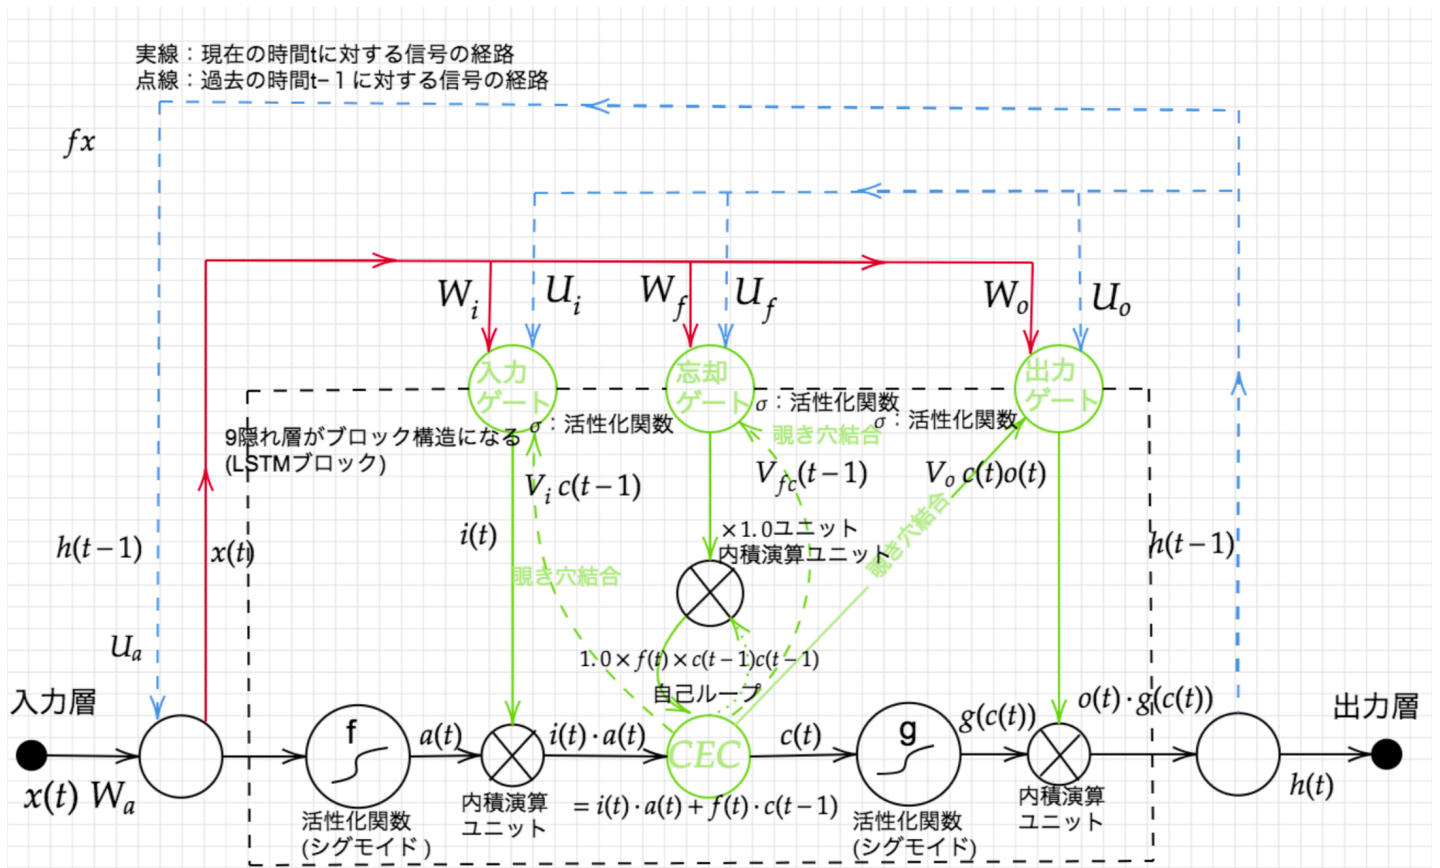 実線：現在の時間tに対する信号の経路
点線：過去の時間t−１に対する信号の経路
fx
W_i
U_i
W_f
U_f
W_o
U_o
入力
ゲート
忘却
ゲート
出力
ゲート
σ：活性化関数
σ：活性化関数
σ：活性化関数
9隠れ層がブロック構造になる
(LSTMブロック)
覗き穴結合
V_i c(t−1)
V_{fc}(t−1)
V_o c(t)o(t)
i(t)
×1.0ユニット
内積演算ユニット
h(t−1)
x(t)
覗き穴結合
覗き穴結合
h(t−1)
U_a
1.0×f(t)×c(t−1)c(t−1)
自己ループ
入力層
f
a(t)
i(t)·a(t)
CEC
c(t)
g
g(c(t))
o(t)·g(c(t))
出力層
x(t) W_a
h(t)
活性化関数
(シグモイド)
内積演算
ユニット
=i(t)·a(t)+f(t)·c(t−1)
活性化関数
(シグモイド)
内積演算
ユニット